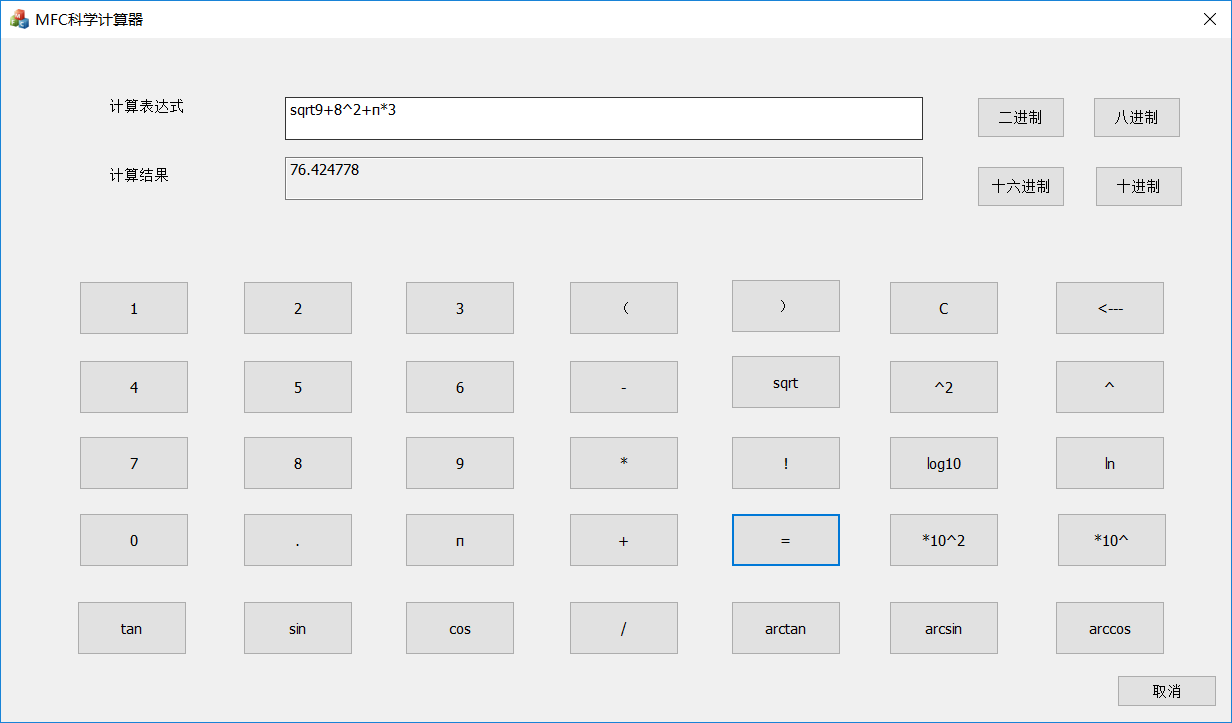 MFC科学计算器
计算表达式
sqrt9+8^2+п*3
二进制
八进制
计算结果
76.424778
十六进制
十进制
1
2
3
（
）
C
<---
4
5
6
-
sqrt
^2
^
7
8
9
*
!
log10
ln
0
.
п
+
=
*10^2
*10^
tan
sin
cos
/
arctan
arcsin
arccos
取消